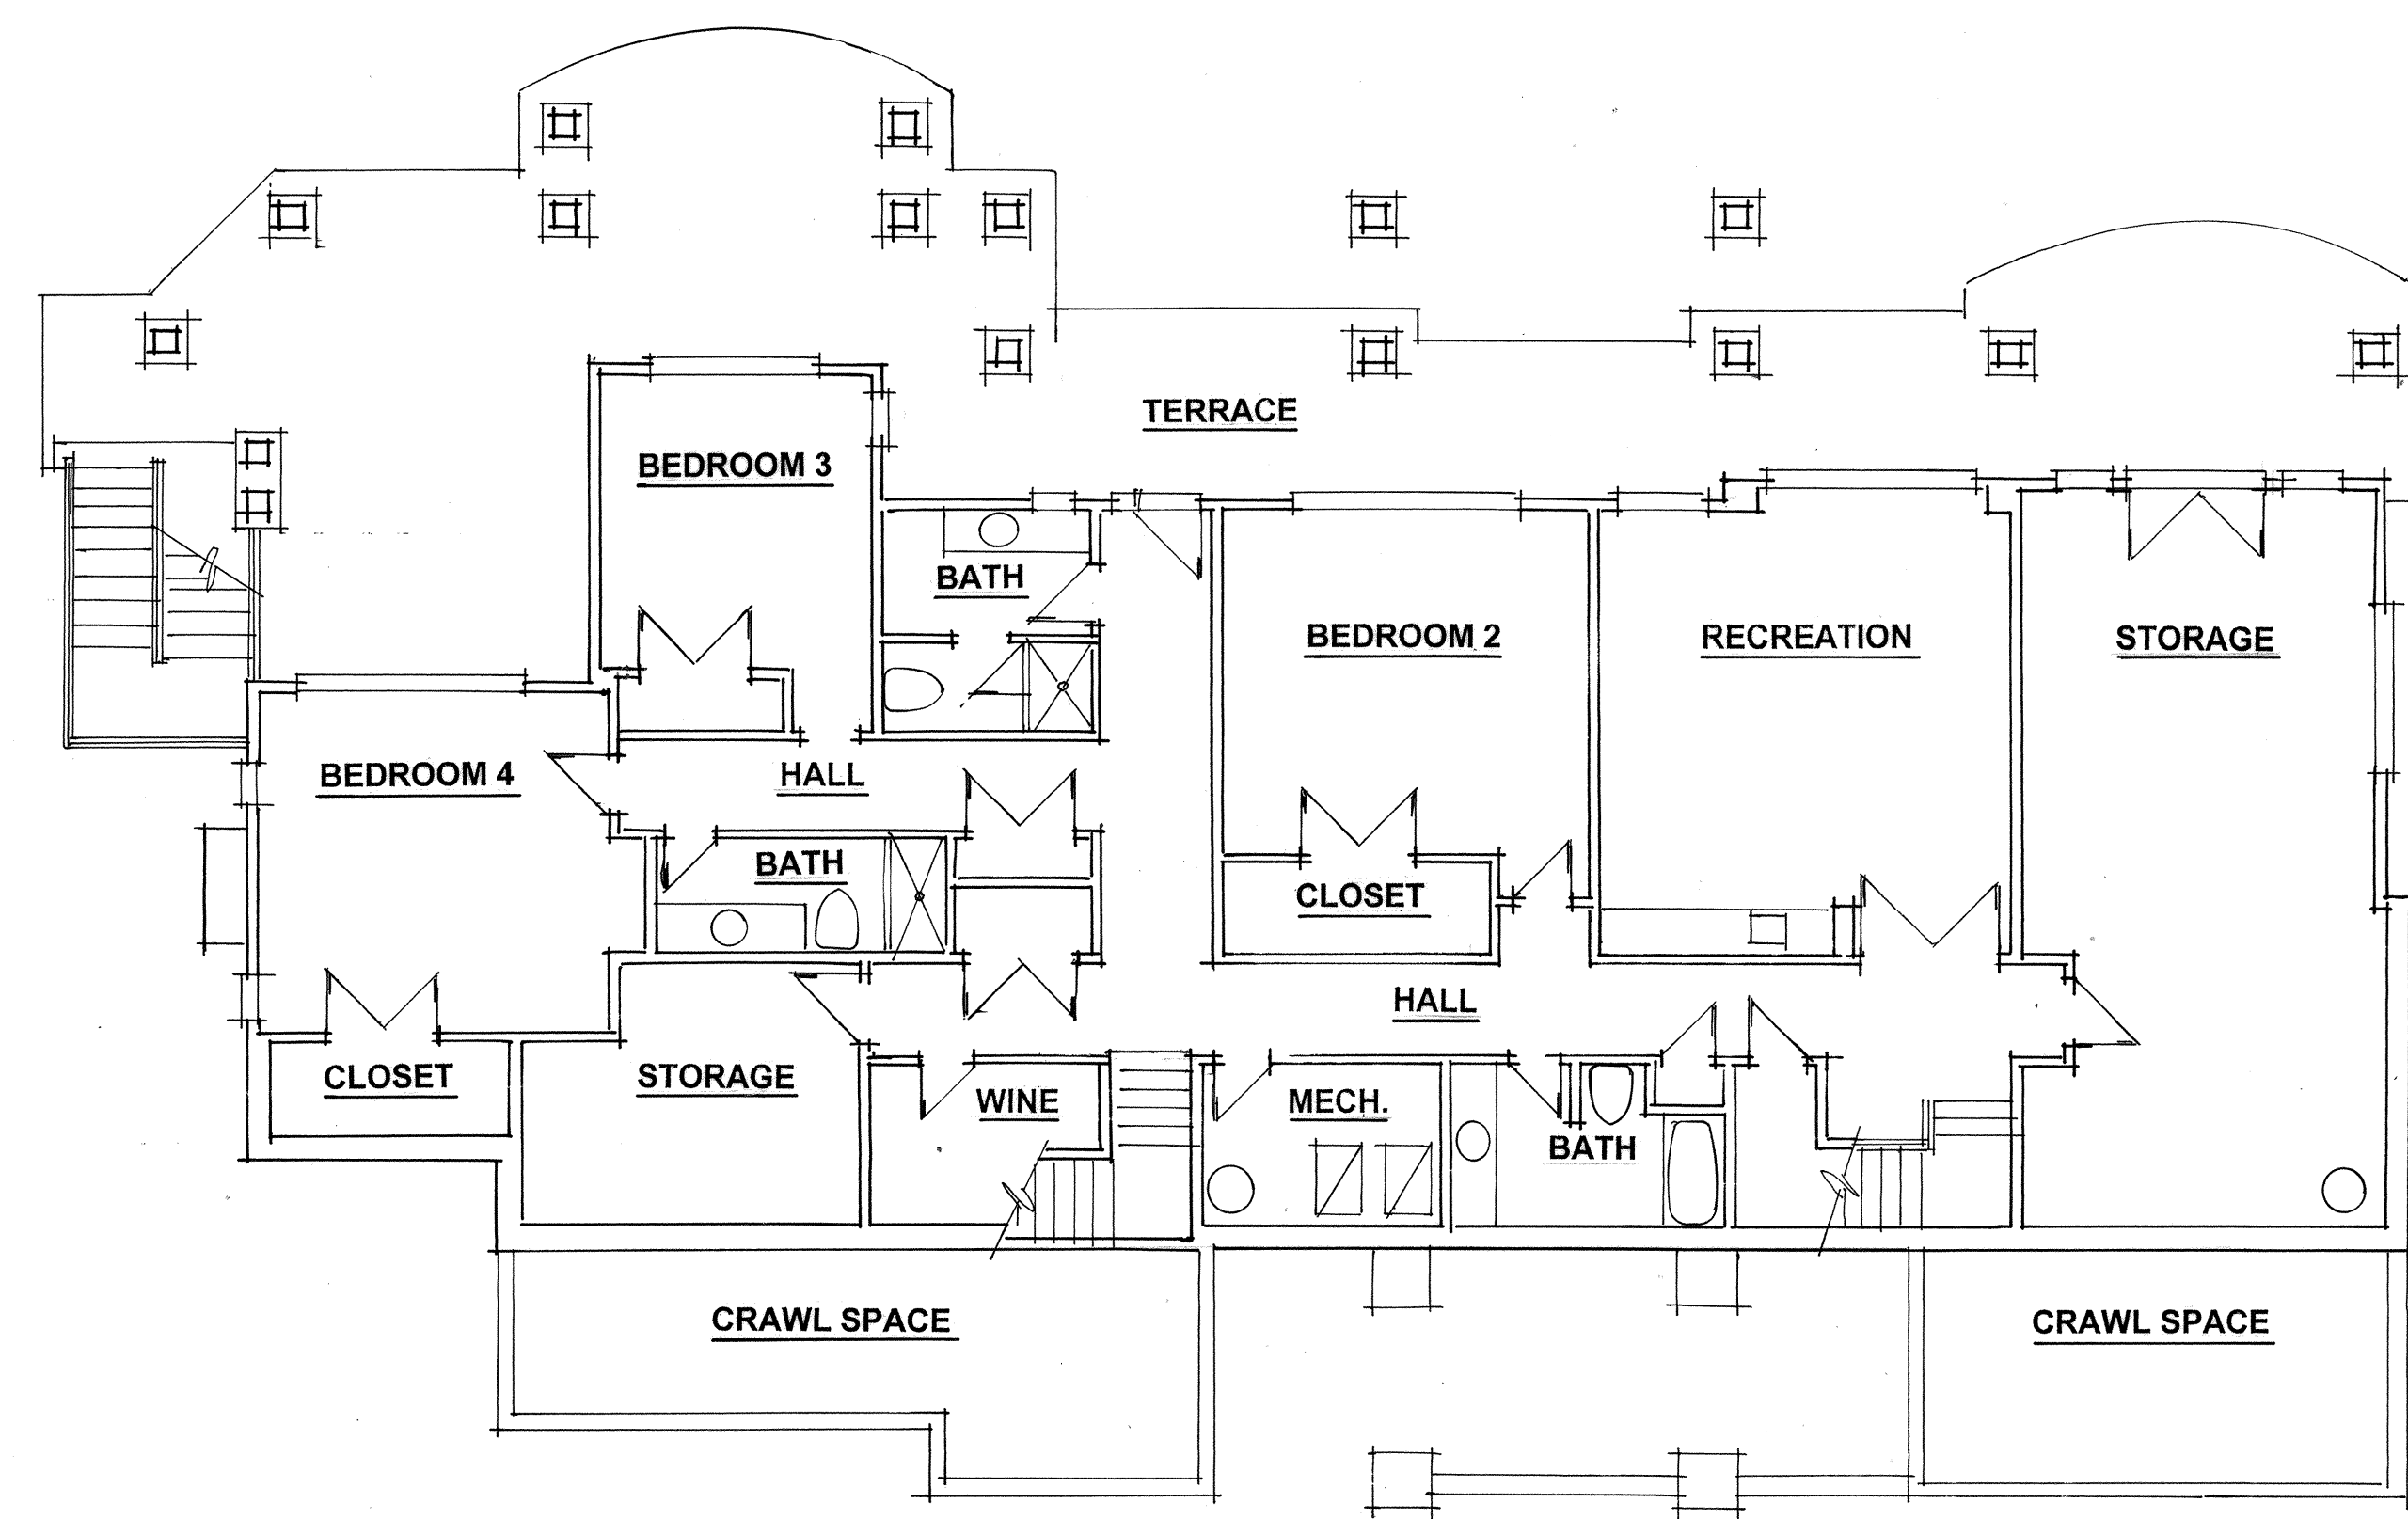 TERRACE
BEDROOM 3
BATH
BEDROOM 2
RECREATION
STORAGE
BEDROOM 4
HALL
BATH
CLOSET
HALL
CLOSET
STORAGE
WINE
MECH.
BATH
CRAWL SPACE
CRAWL SPACE